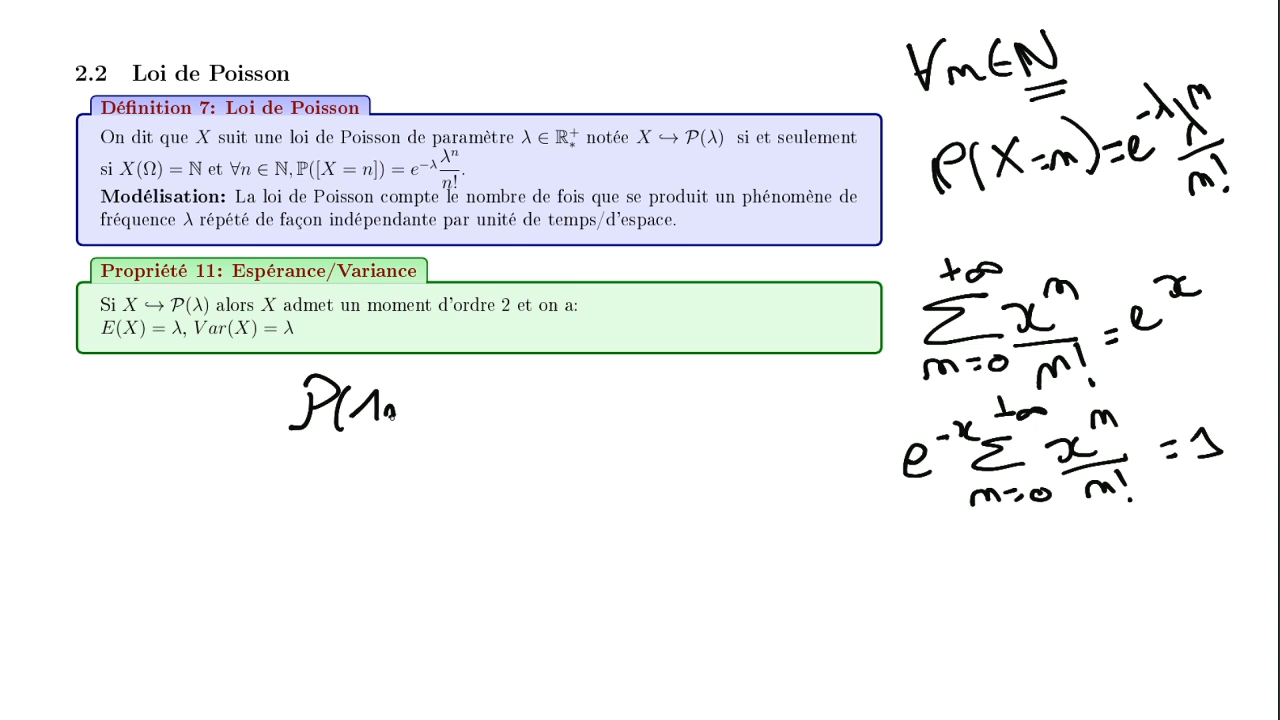 2.2 Loi de Poisson
Définition 7: Loi de Poisson
On dit que X suit une loi de Poisson de paramètre λ ∈ ℝ₊* notée X ↪ 𝒫(λ) si et seulement
si X(Ω) = ℕ et ∀n ∈ ℕ, ℙ([X = n]) = e^{-λ} λ^n / n!.
Modélisation: La loi de Poisson compte le nombre de fois que se produit un phénomène de
fréquence λ répété de façon indépendante par unité de temps/d'espace.
Propriété 11: Espérance/Variance
Si X ↪ 𝒫(λ) alors X admet un moment d'ordre 2 et on a:
E(X) = λ, Var(X) = λ
∀n ∈ ℕ
P(X=n) = e^{-λ} λ^n / n!
∑_{n=0}^{+∞} x^n / n! = e^x
e^{-x} ∑_{n=0}^{+∞} x^n / n! = 1